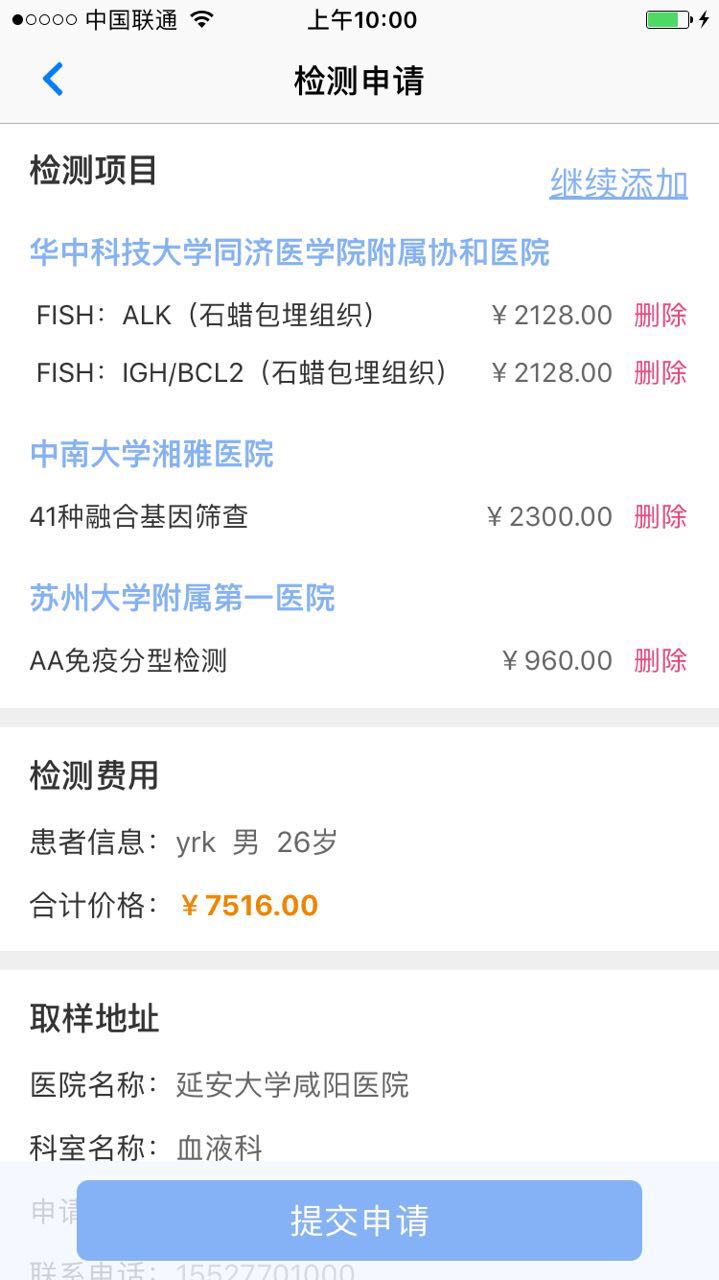 中国联通 上午10:00
检测申请
检测项目
继续添加
华中科技大学同济医学院附属协和医院
FISH：ALK（石蜡包埋组织） ￥2128.00 删除
FISH：IGH/BCL2（石蜡包埋组织） ￥2128.00 删除
中南大学湘雅医院
41种融合基因筛查 ￥2300.00 删除
苏州大学附属第一医院
AA免疫分型检测 ￥960.00 删除
检测费用
患者信息： yrk 男 26岁
合计价格： ￥7516.00
取样地址
医院名称： 延安大学咸阳医院
科室名称： 血液科
申请
提交申请
联系电话： 15527701000